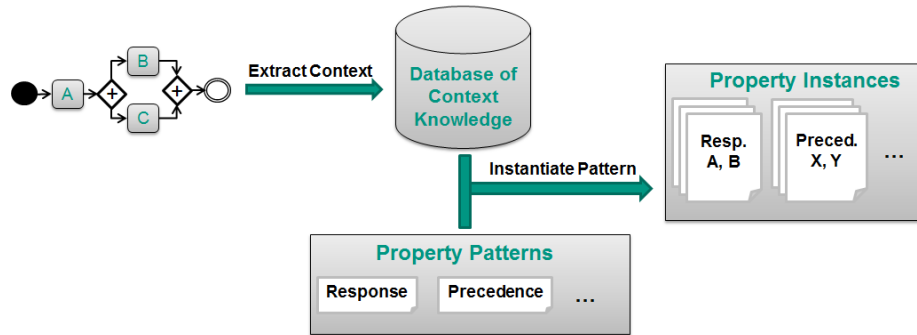 A
+
B
C
+
Extract Context
Database of
Context
Knowledge
Instantiate Pattern
Property Instances
Resp.
A, B
Preced.
X, Y
...
Property Patterns
Response
Precedence
...